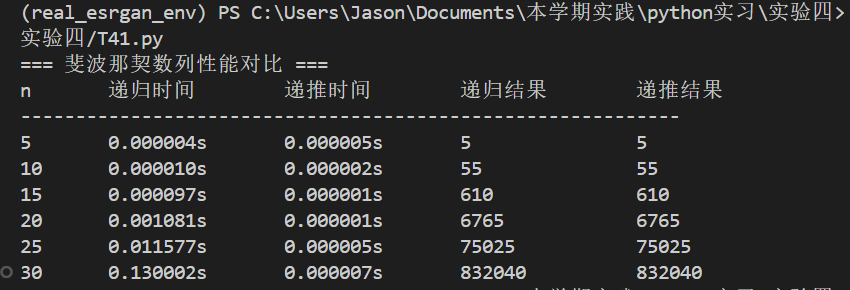 (real_esrgan_env) PS C:\Users\Jason\Documents\本学期实践\python实习\实验四>
实验四/T41.py
=== 斐波那契数列性能对比 ===
n 递归时间 递推时间 递归结果 递推结果
------------------------------------------------------------
5 0.000004s 0.000005s 5 5
10 0.000010s 0.000002s 55 55
15 0.000097s 0.000001s 610 610
20 0.001081s 0.000001s 6765 6765
25 0.011577s 0.000005s 75025 75025
30 0.130002s 0.000007s 832040 832040